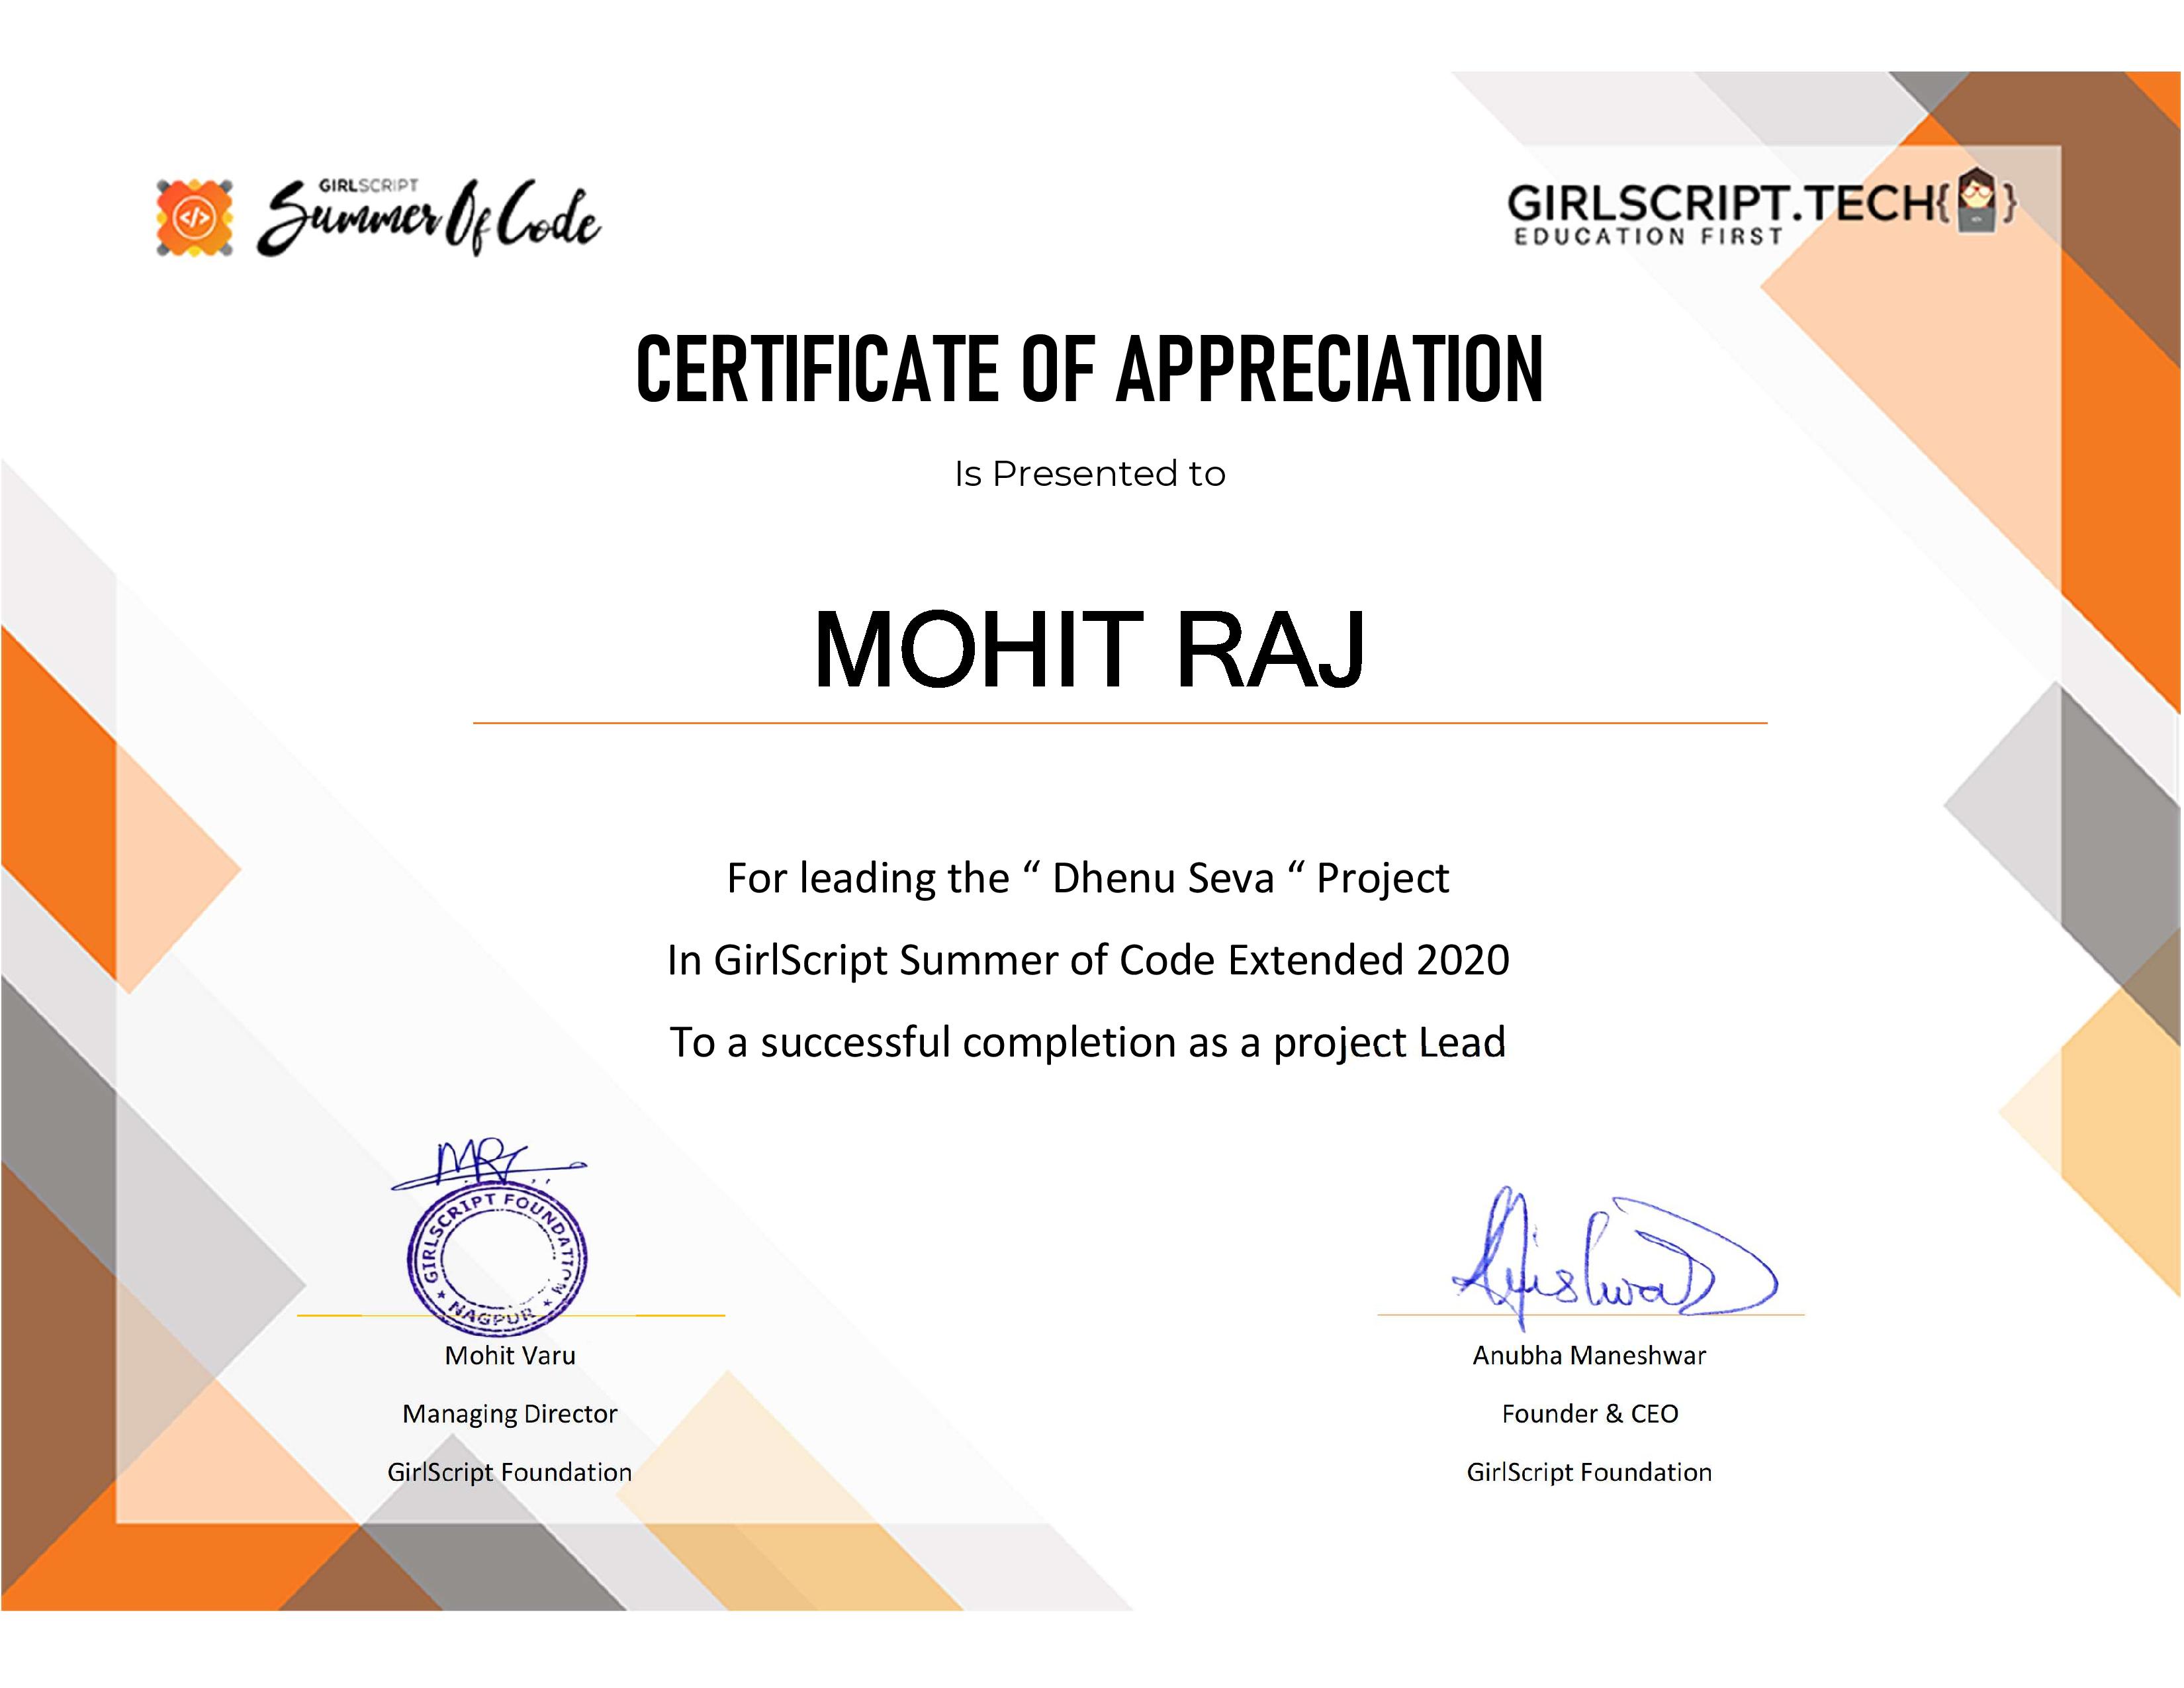 GIRLSCRIPT
Summer Of Code
GIRLSCRIPT.TECH{ }
EDUCATION FIRST
CERTIFICATE OF APPRECIATION
Is Presented to
MOHIT RAJ
For leading the “ Dhenu Seva “ Project
In GirlScript Summer of Code Extended 2020
To a successful completion as a project Lead
GIRLSCRIPT FOUNDATION
* NAGPUR *
Mohit Varu
Managing Director
GirlScript Foundation
Anubha Maneshwar
Founder & CEO
GirlScript Foundation